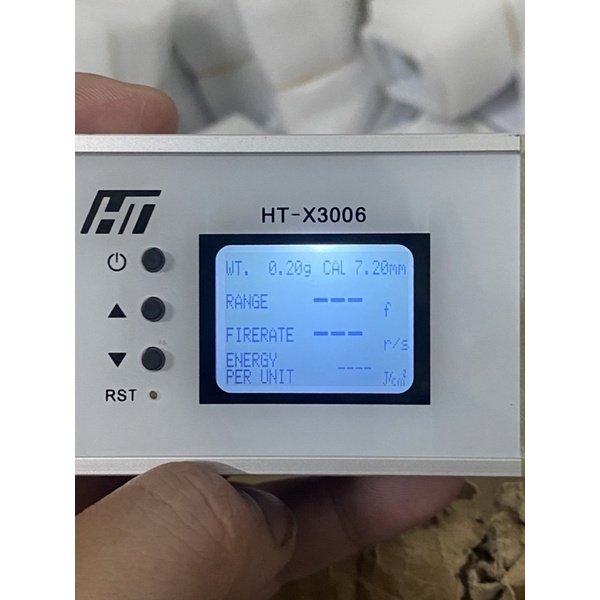 HT
HT-X3006
WT. 0.20g CAL 7.20mm
RANGE --- f
FIRERATE --- r/s
ENERGY
PER UNIT ---- J/cm²
RST